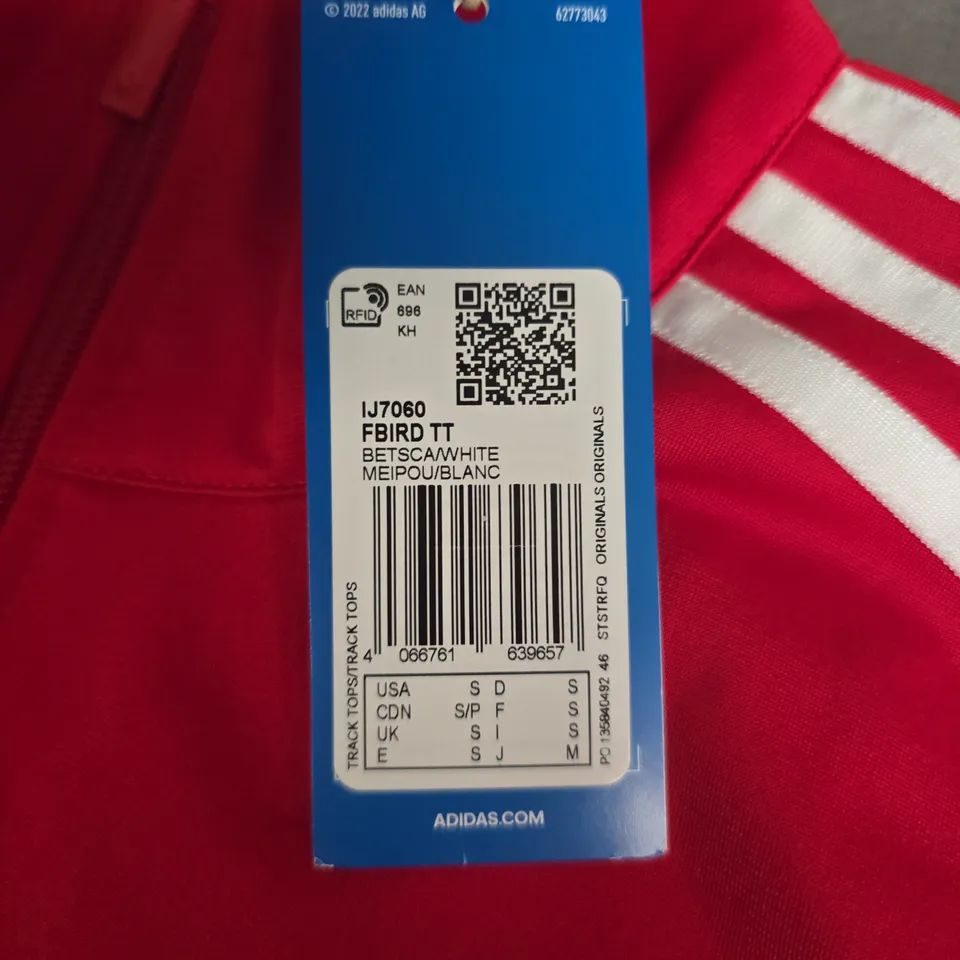 © 2022 adidas AG
62773043
RFID
EAN
696
KH
IJ7060
FBIRD TT
BETSCA/WHITE
MEIPOU/BLANC
4 066761 639657
USA S D S
CDN S/P F S
UK S I S
E S J M
TRACK TOPS/TRACK TOPS
PO 135840492 46 STSTRFQ ORIGINALS ORIGINALS
ADIDAS.COM